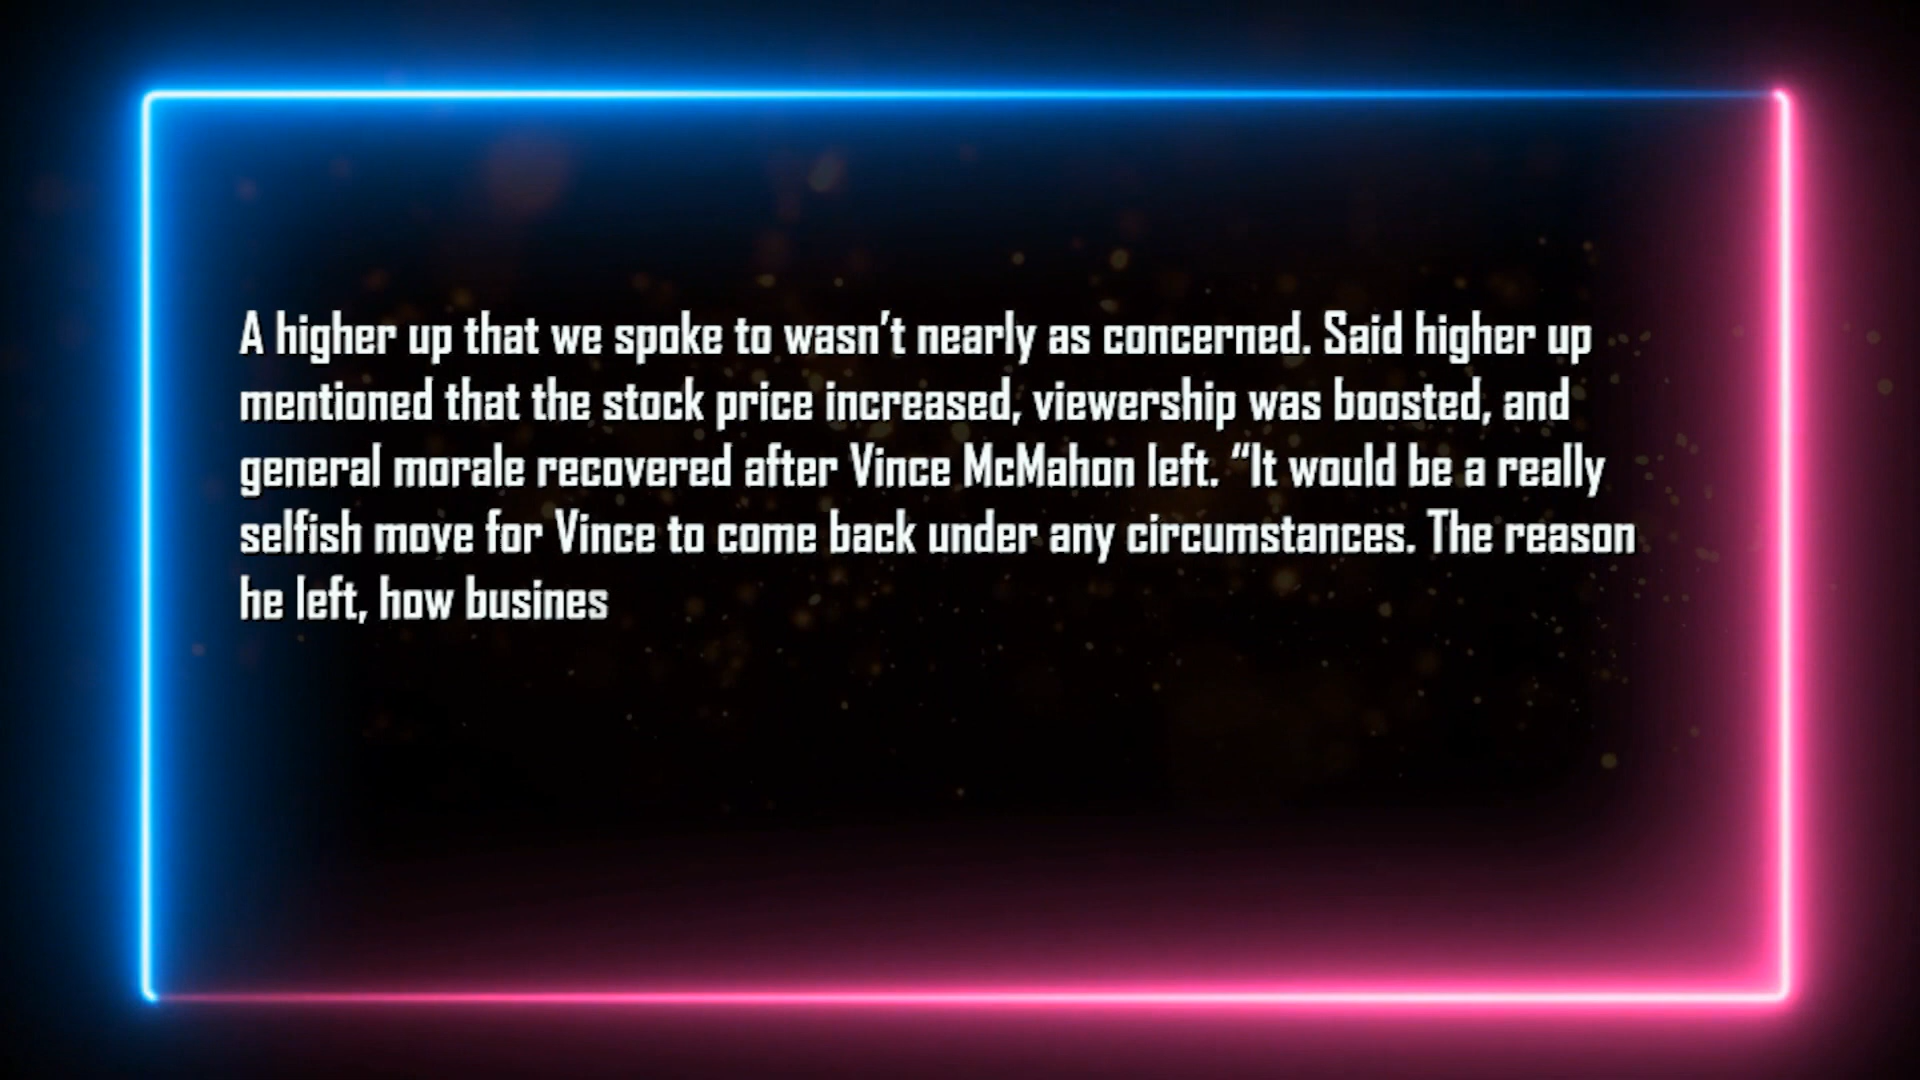 A higher up that we spoke to wasn’t nearly as concerned. Said higher up
mentioned that the stock price increased, viewership was boosted, and
general morale recovered after Vince McMahon left. “It would be a really
selfish move for Vince to come back under any circumstances. The reason
he left, how busines